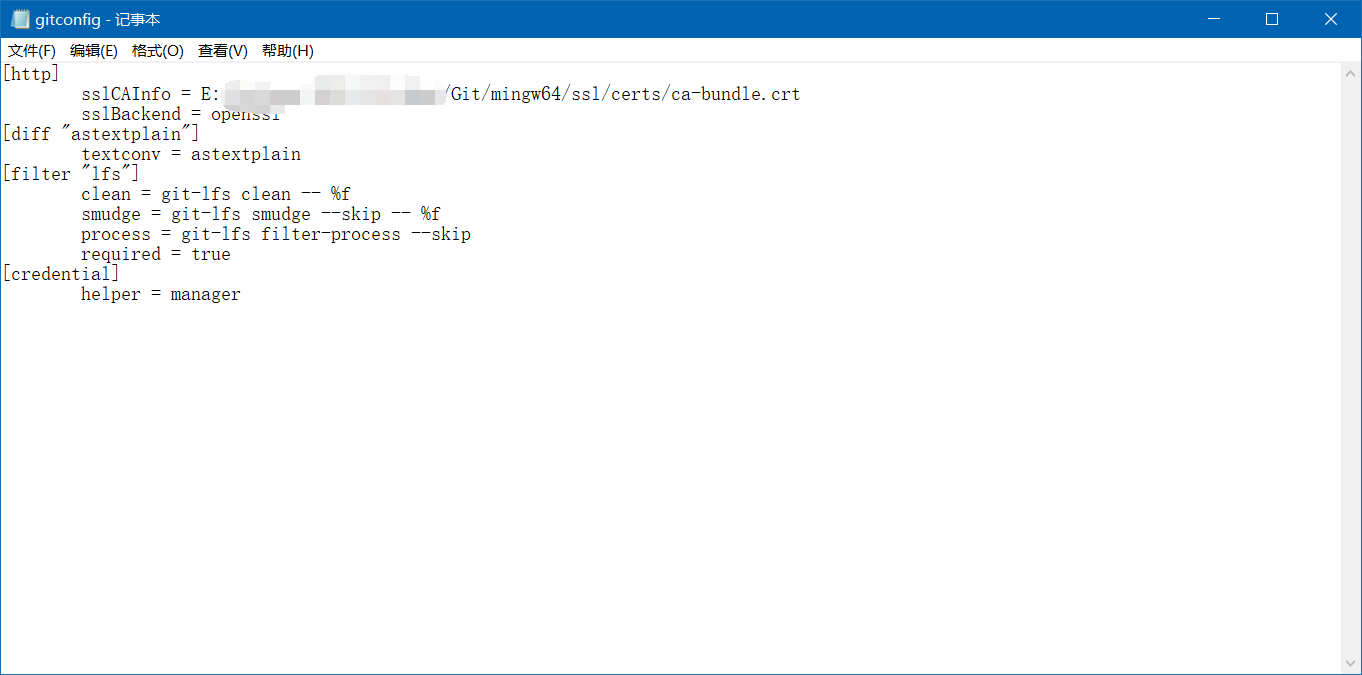 gitconfig - 记事本
文件(F) 编辑(E) 格式(O) 查看(V) 帮助(H)
[http]
sslCAInfo = E: /Git/mingw64/ssl/certs/ca-bundle.crt
sslBackend = openssl
[diff "astextplain"]
textconv = astextplain
[filter "lfs"]
clean = git-lfs clean -- %f
smudge = git-lfs smudge --skip -- %f
process = git-lfs filter-process --skip
required = true
[credential]
helper = manager